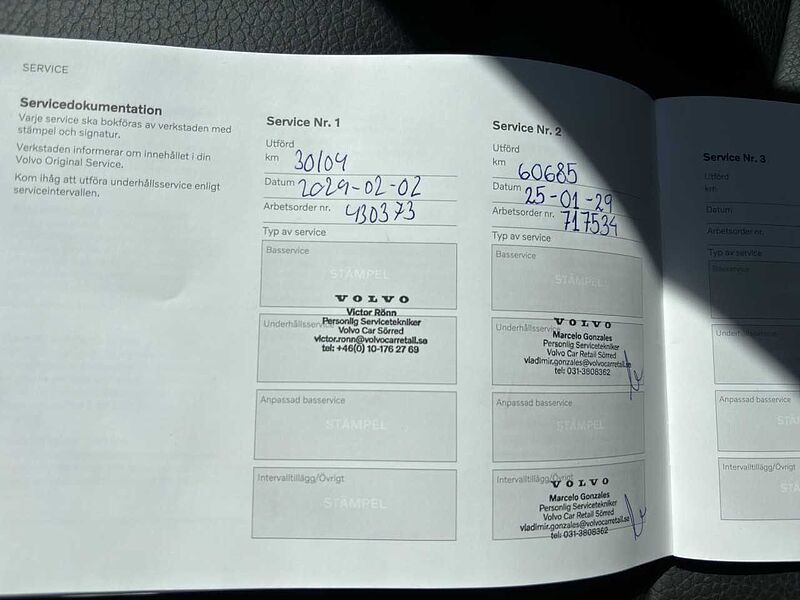 SERVICE
Servicedokumentation
Varje service ska bokföras av verkstaden med
stämpel och signatur.
Verkstaden informerar om innehållet i din
Volvo Original Service.
Kom ihåg att utföra underhållsservice enligt
serviceintervallen.
Service Nr. 1
Utförd
km 30104
Datum 2024-02-02
Arbetsorder nr. 430373
Typ av service
Basservice
STÄMPEL
VOLVO
Victor Rönn
Underhållsservice
Personlig Servicetekniker
Volvo Car Sörred
victor.ronn@volvocarretail.se
tel: +46(0) 10-176 27 69
Anpassad basservice
STÄMPEL
Intervalltillägg/Övrigt
STÄMPEL
Service Nr. 2
Utförd
km 60685
Datum 25-01-29
Arbetsorder nr. 717534
Typ av service
Basservice
STÄMPEL
Underhållsservice
VOLVO
Marcelo Gonzales
Personlig Servicetekniker
Volvo Car Retail Sörred
vladimir.gonzales@volvocarretail.se
tel: 031-3808362
Anpassad basservice
STÄMPEL
Intervalltillägg/Övrigt
VOLVO
Marcelo Gonzales
Personlig Servicetekniker
Volvo Car Retail Sörred
vladimir.gonzales@volvocarretail.se
tel: 031-3808362
Service Nr. 3
Utförd
km
Datum
Arbetsorder nr.
Typ av service
Basservice
Underhållsservice
Anpassad basservice
Intervalltillägg/Övrigt